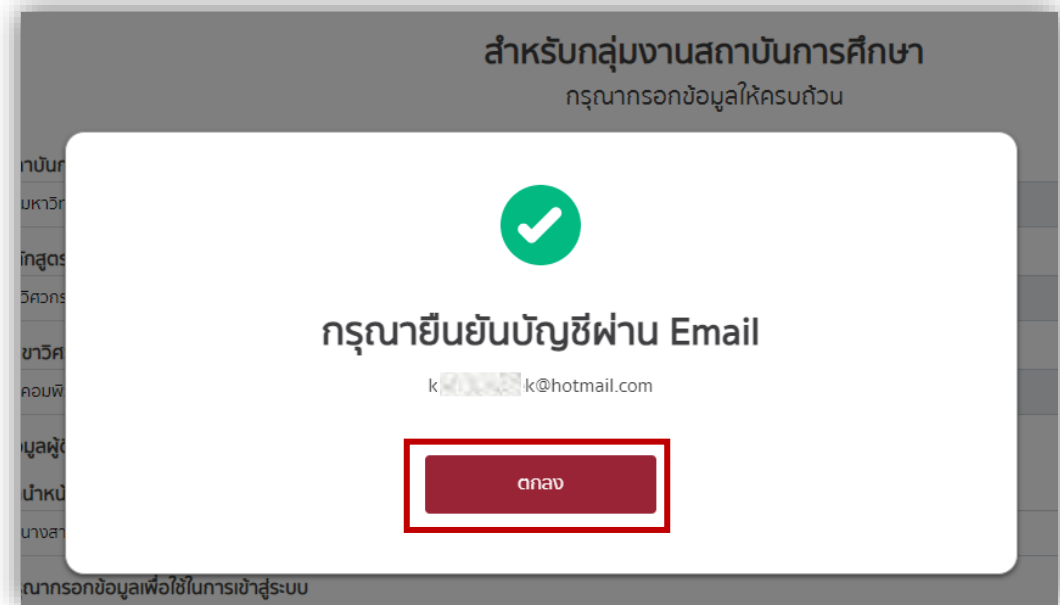 สำหรับกลุ่มงานสถาบันการศึกษา
กรุณากรอกข้อมูลให้ครบถ้วน
กรุณายืนยันบัญชีผ่าน Email
k k@hotmail.com
ตกลง
ณากรอกข้อมูลเพื่อใช้ในการเข้าสู่ระบบ